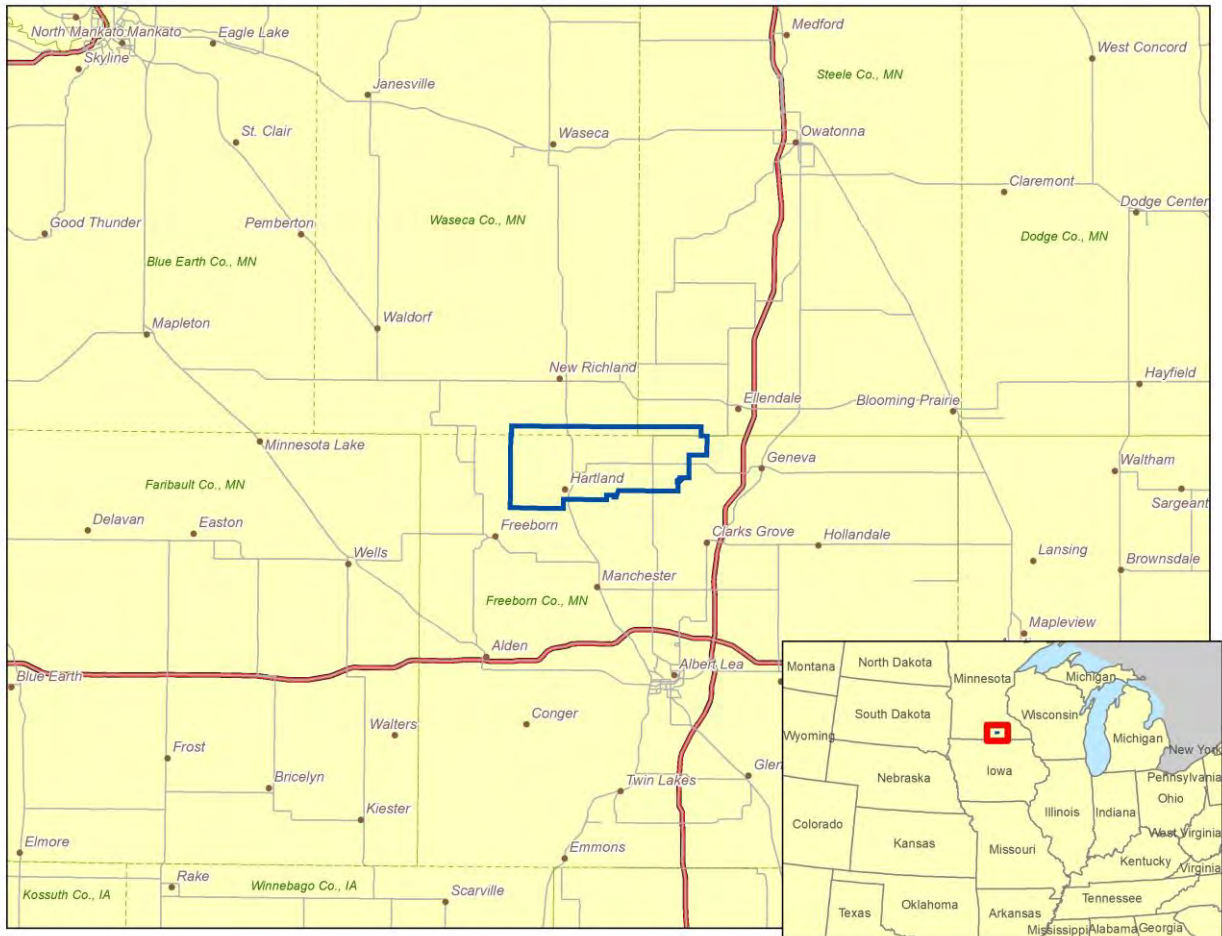 North Mankato
Mankato
Eagle Lake
Medford
West Concord
Skyline
Steele Co., MN
Janesville
St. Clair
Waseca
Owatonna
Claremont
Dodge Center
Good Thunder
Pemberton
Waseca Co., MN
Dodge Co., MN
Blue Earth Co., MN
Mapleton
Waldorf
New Richland
Hayfield
Ellendale
Blooming Prairie
Minnesota Lake
Geneva
Waltham
Faribault Co., MN
Hartland
Sargeant
Delavan
Easton
Freeborn
Clarks Grove
Hollandale
Wells
Lansing
Brownsdale
Manchester
Freeborn Co., MN
Mapleview
Alden
Albert Lea
Blue Earth
Conger
Walters
Frost
Bricelyn
Twin Lakes
Glen
Kiester
Elmore
Emmons
Rake
Winnebago Co., IA
Kossuth Co., IA
Scarville
Montana
North Dakota
Minnesota
Michigan
South Dakota
Wisconsin
Michigan
Wyoming
New York
Iowa
Nebraska
Pennsylvania
Ohio
Illinois
Indiana
Colorado
West Virginia
Kansas
Missouri
Kentucky
Virginia
Tennessee
Oklahoma
Arkansas
Texas
Mississippi
Alabama
Georgia